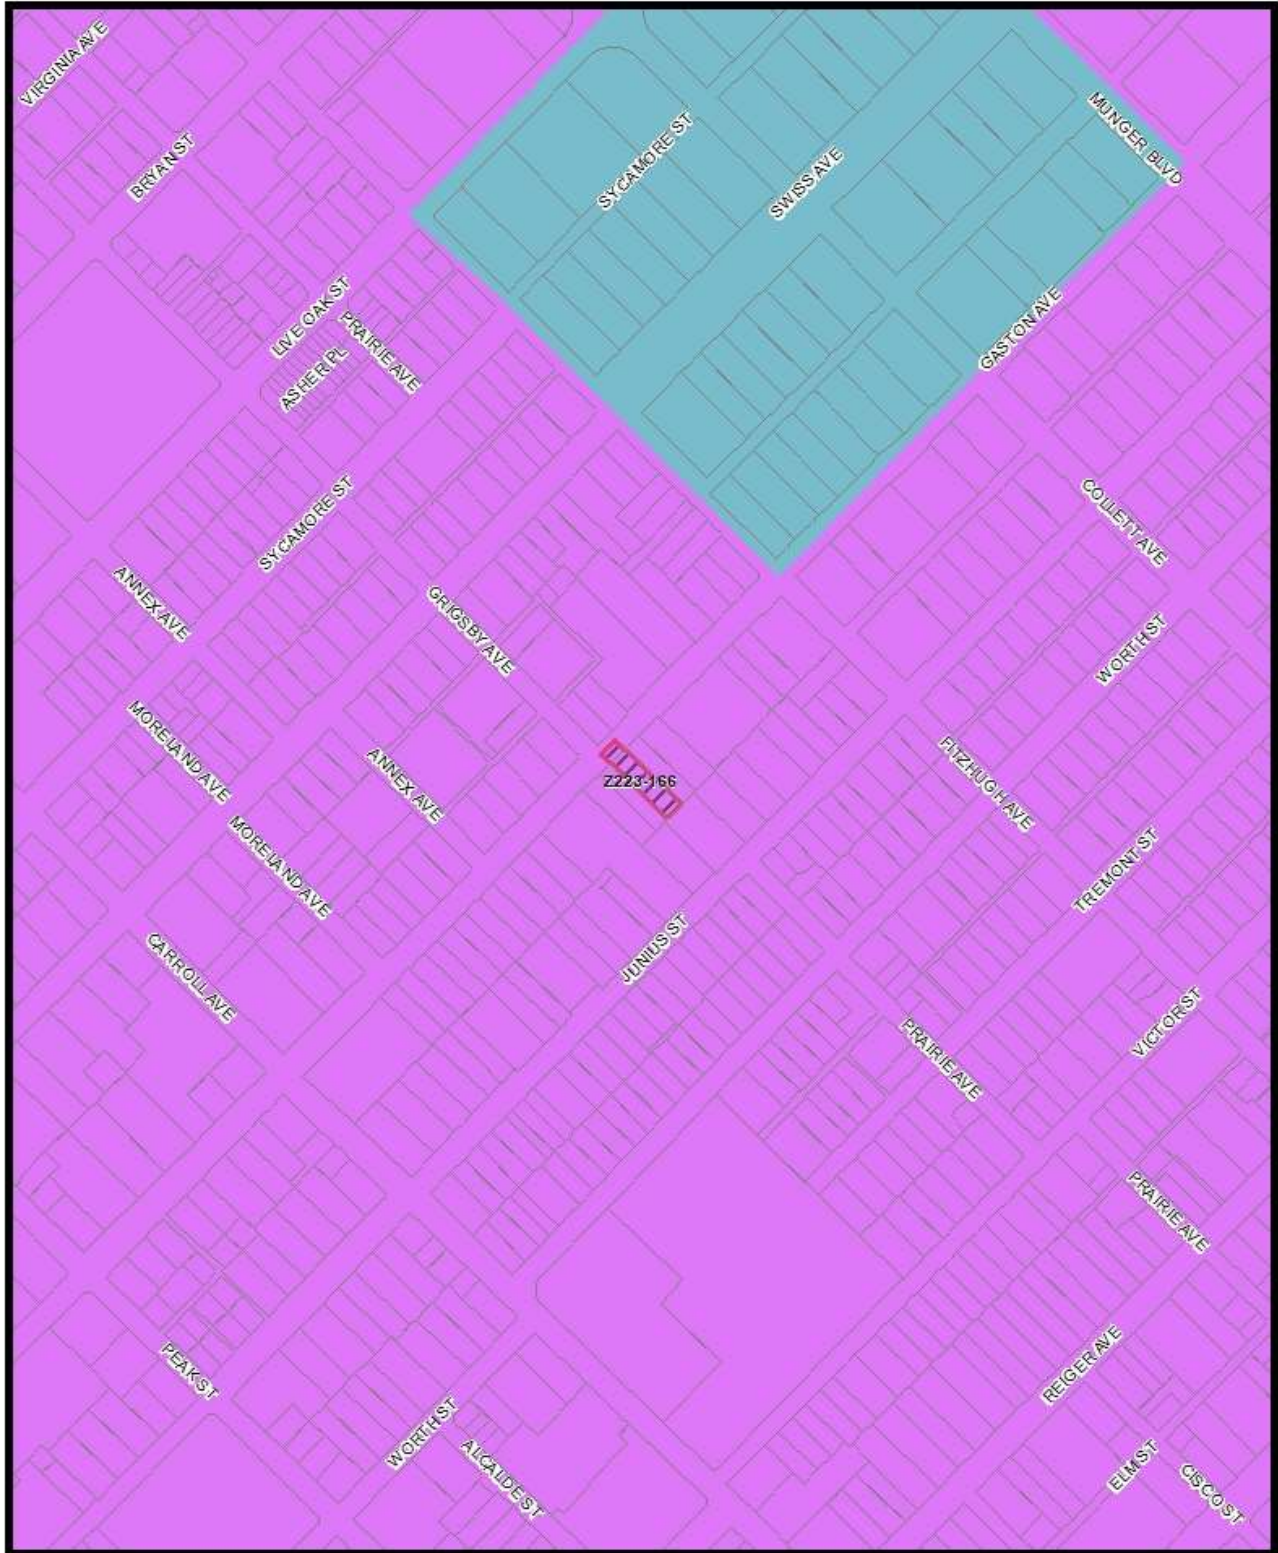 VIRGINIA AVE
BRYAN ST
SYCAMORE ST
MUNGER BLVD
SWISS AVE
LIVE OAK ST
PRAIRIE AVE
GASTON AVE
ASHER PL
SYCAMORE ST
COLLETT AVE
ANNEX AVE
GRIGSBY AVE
WORTH ST
MORELAND AVE
ANNEX AVE
Z223-166
FITZHUGH AVE
MORELAND AVE
TREMONT ST
JUNIUS ST
CARROLL AVE
VICTOR ST
PRAIRIE AVE
PRAIRIE AVE
PEAK ST
REIGER AVE
WORTH ST
ALCALDE ST
ELM ST
CISCO ST